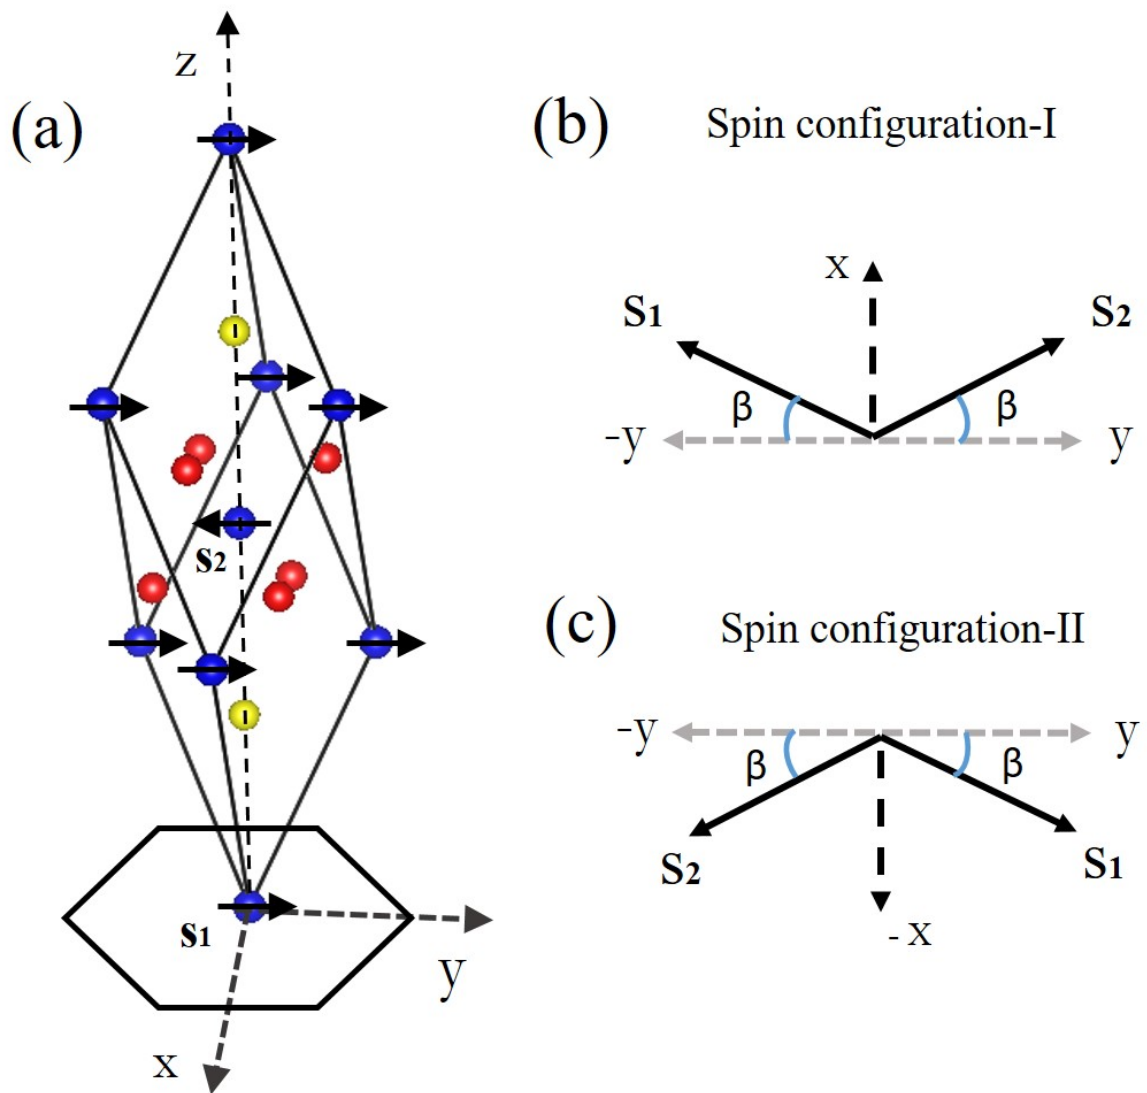 (a)
z
s2
s1
y
x
(b) Spin configuration-I
x
S1
S2
β
β
-y
y
(c) Spin configuration-II
-y
y
β
β
S2
S1
- x